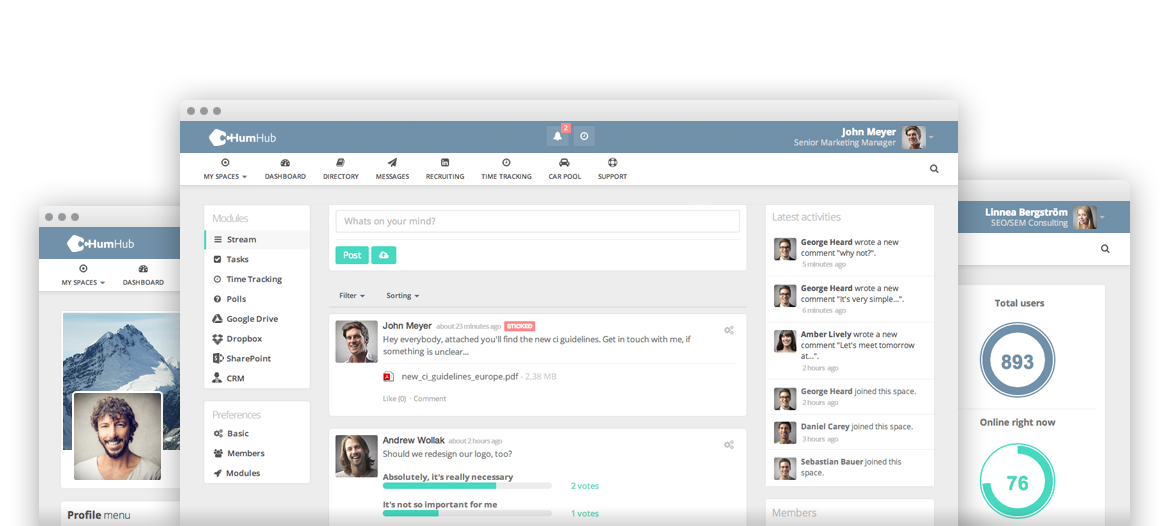 HumHub
2
John Meyer
Senior Marketing Manager
MY SPACES
DASHBOARD
DIRECTORY
MESSAGES
RECRUITING
TIME TRACKING
CAR POOL
SUPPORT
Modules
Stream
Tasks
Time Tracking
Polls
Google Drive
Dropbox
SharePoint
CRM
Preferences
Basic
Members
Modules
Whats on your mind?
Post
Filter
Sorting
John Meyer about 23 minutes ago STICKED
Hey everybody, attached you'll find the new ci guidelines. Get in touch with me, if
something is unclear...
new_ci_guidelines_europe.pdf - 2,38 MB
Like (0) · Comment
Andrew Wollak about 2 hours ago
Should we redesign our logo, too?
Absolutely, it's really necessary
2 votes
It's not so important for me
1 votes
Latest activities
George Heard wrote a new
comment "why not?".
5 minutes ago
George Heard wrote a new
comment "It's very simple...".
6 minutes ago
Amber Lively wrote a new
comment "Let's meet tomorrow
at...".
2 hours ago
George Heard joined this space.
2 hours ago
Daniel Carey joined this space.
3 hours ago
Sebastian Bauer joined this
space.
Members
HumHub
MY SPACES
DASHBOARD
Profile menu
Linnea Bergström
SEO/SEM Consulting
Total users
893
Online right now
76